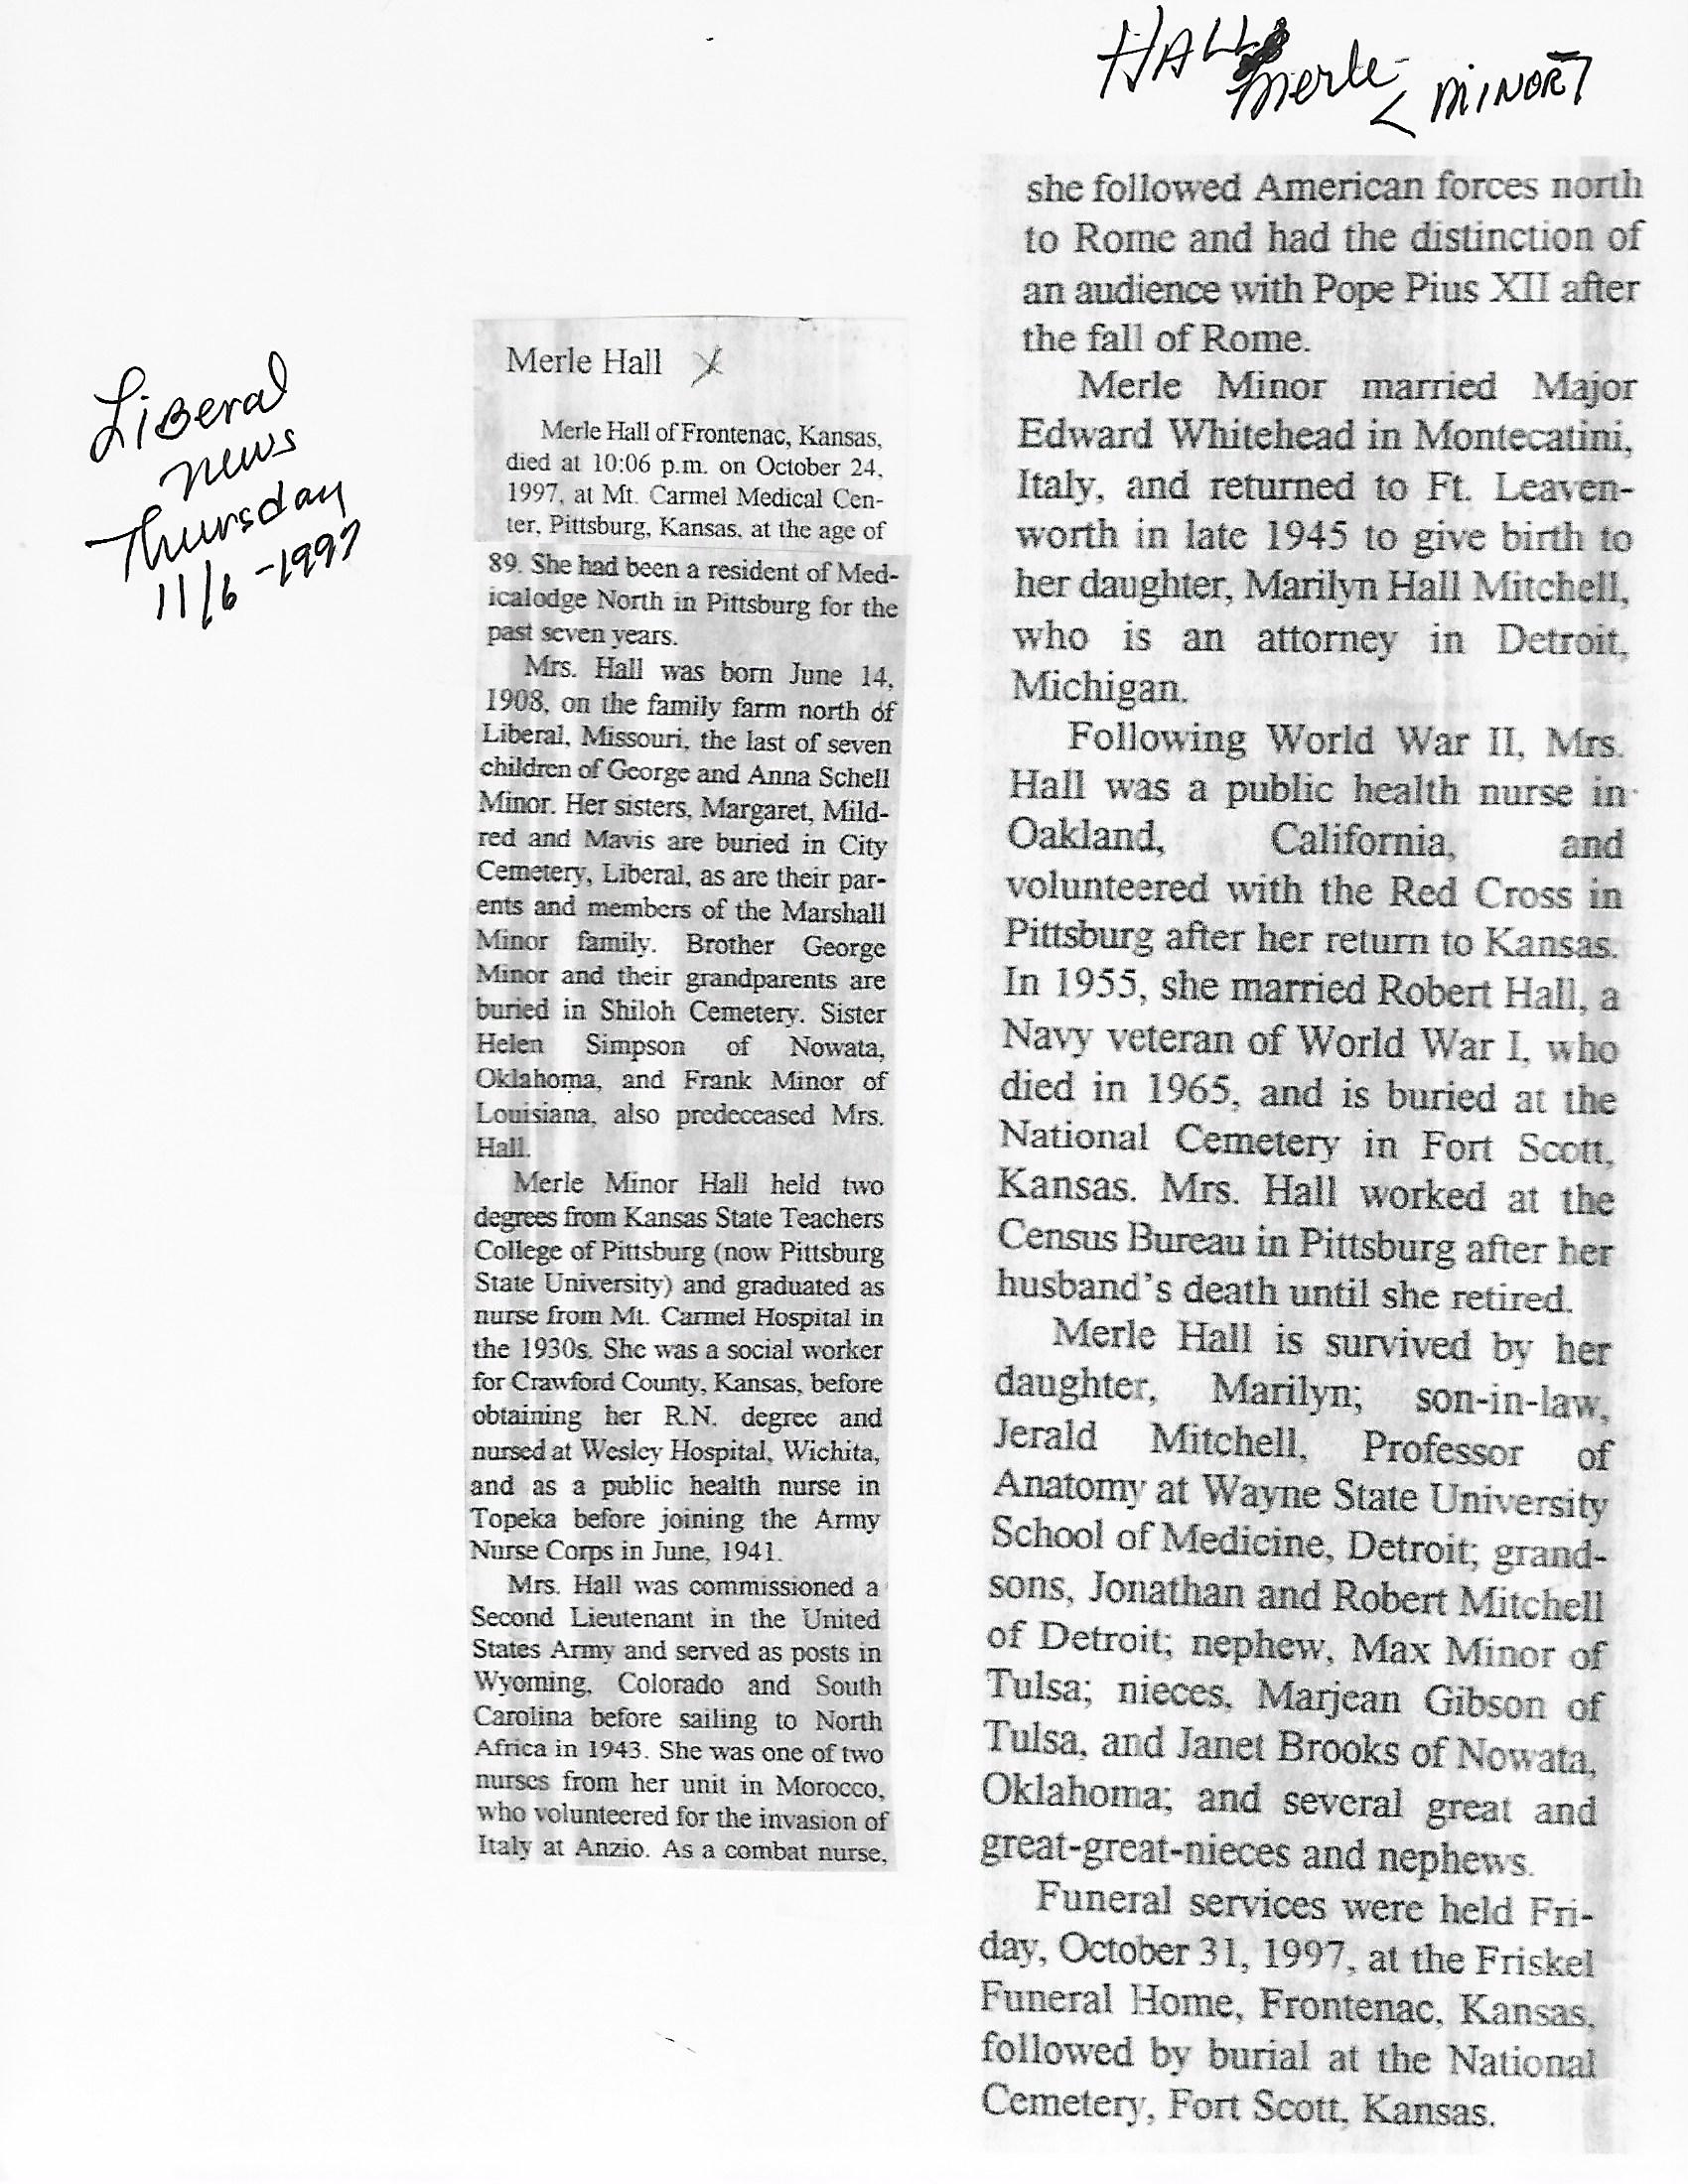 HALL
Merle
< MINOR >
Liberal
News
Thursday
11/6-1997
Merle Hall
Merle Hall of Frontenac, Kansas,
died at 10:06 p.m. on October 24,
1997, at Mt. Carmel Medical Cen-
ter, Pittsburg, Kansas, at the age of
89. She had been a resident of Med-
icalodge North in Pittsburg for the
past seven years.
Mrs. Hall was born June 14,
1908, on the family farm north of
Liberal, Missouri, the last of seven
children of George and Anna Schell
Minor. Her sisters, Margaret, Mild-
red and Mavis are buried in City
Cemetery, Liberal, as are their par-
ents and members of the Marshall
Minor family. Brother George
Minor and their grandparents are
buried in Shiloh Cemetery. Sister
Helen Simpson of Nowata,
Oklahoma, and Frank Minor of
Louisiana, also predeceased Mrs.
Hall.
Merle Minor Hall held two
degrees from Kansas State Teachers
College of Pittsburg (now Pittsburg
State University) and graduated as
nurse from Mt. Carmel Hospital in
the 1930s. She was a social worker
for Crawford County, Kansas, before
obtaining her R.N. degree and
nursed at Wesley Hospital, Wichita,
and as a public health nurse in
Topeka before joining the Army
Nurse Corps in June, 1941.
Mrs. Hall was commissioned a
Second Lieutenant in the United
States Army and served as posts in
Wyoming, Colorado and South
Carolina before sailing to North
Africa in 1943. She was one of two
nurses from her unit in Morocco,
who volunteered for the invasion of
Italy at Anzio. As a combat nurse,
she followed American forces north
to Rome and had the distinction of
an audience with Pope Pius XII after
the fall of Rome.
Merle Minor married Major
Edward Whitehead in Montecatini,
Italy, and returned to Ft. Leaven-
worth in late 1945 to give birth to
her daughter, Marilyn Hall Mitchell,
who is an attorney in Detroit,
Michigan.
Following World War II, Mrs.
Hall was a public health nurse in
Oakland, California, and
volunteered with the Red Cross in
Pittsburg after her return to Kansas.
In 1955, she married Robert Hall, a
Navy veteran of World War I, who
died in 1965, and is buried at the
National Cemetery in Fort Scott,
Kansas. Mrs. Hall worked at the
Census Bureau in Pittsburg after her
husband's death until she retired.
Merle Hall is survived by her
daughter, Marilyn; son-in-law,
Jerald Mitchell, Professor of
Anatomy at Wayne State University
School of Medicine, Detroit; grand-
sons, Jonathan and Robert Mitchell
of Detroit; nephew, Max Minor of
Tulsa; nieces, Marjean Gibson of
Tulsa, and Janet Brooks of Nowata,
Oklahoma; and several great and
great-great-nieces and nephews.
Funeral services were held Fri-
day, October 31, 1997, at the Friskel
Funeral Home, Frontenac, Kansas,
followed by burial at the National
Cemetery, Fort Scott, Kansas.